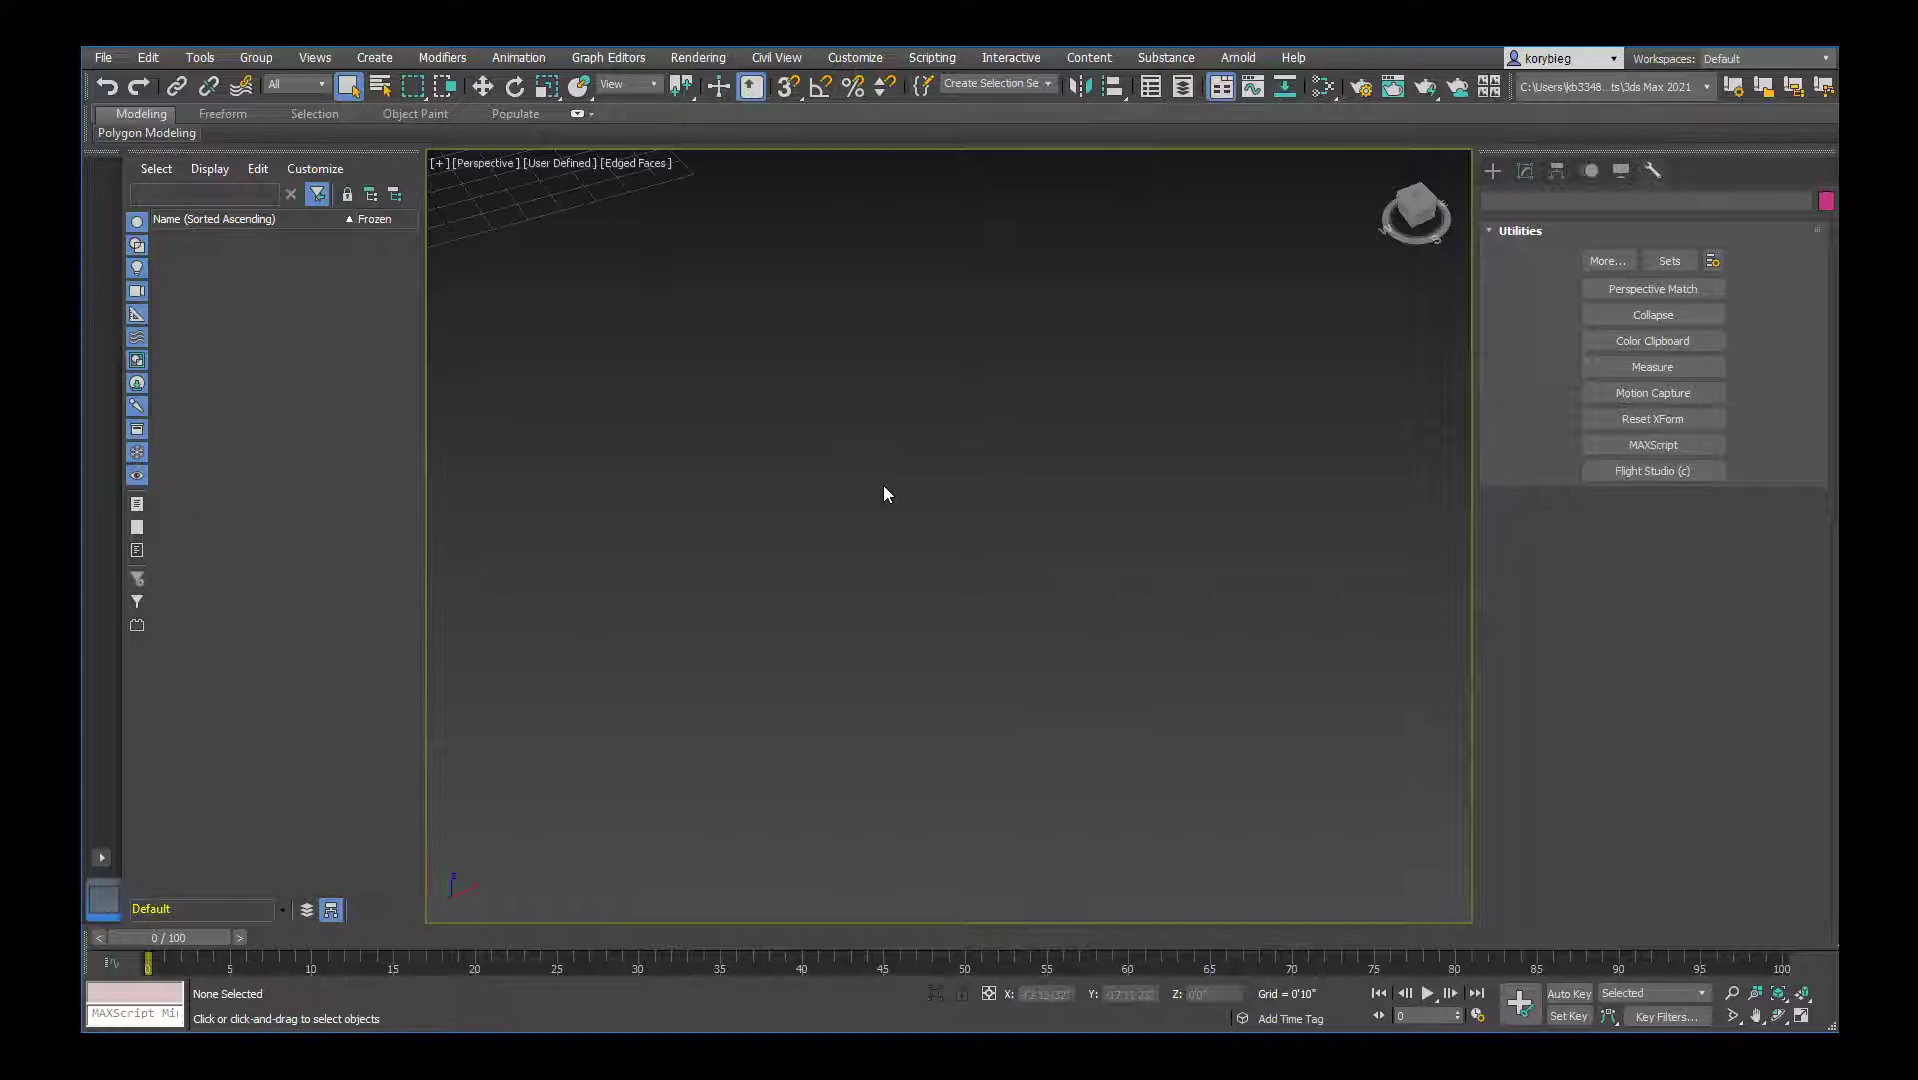 File Edit Tools Group Views Create Modifiers Animation Graph Editors Rendering Civil View Customize Scripting Interactive Content Substance Arnold Help korybieg Workspaces: Default
All View Create Selection Se C:\Users\kb3348...ts\3ds Max 2021
Modeling Freeform Selection Object Paint Populate
Polygon Modeling
Select Display Edit Customize
[+] [Perspective] [User Defined] [Edged Faces]
Name (Sorted Ascending) Frozen
Utilities
More... Sets
Perspective Match
Collapse
Color Clipboard
Measure
Motion Capture
Reset XForm
MAXScript
Flight Studio (c)
Default
0 / 100
0 5 10 15 20 25 30 35 40 45 50 55 60 65 70 75 80 85 90 95 100
None Selected X: Y: Z: Grid = 0'10" Auto Key Selected
MAXScript Mi
Click or click-and-drag to select objects Add Time Tag 0 Set Key Key Filters...